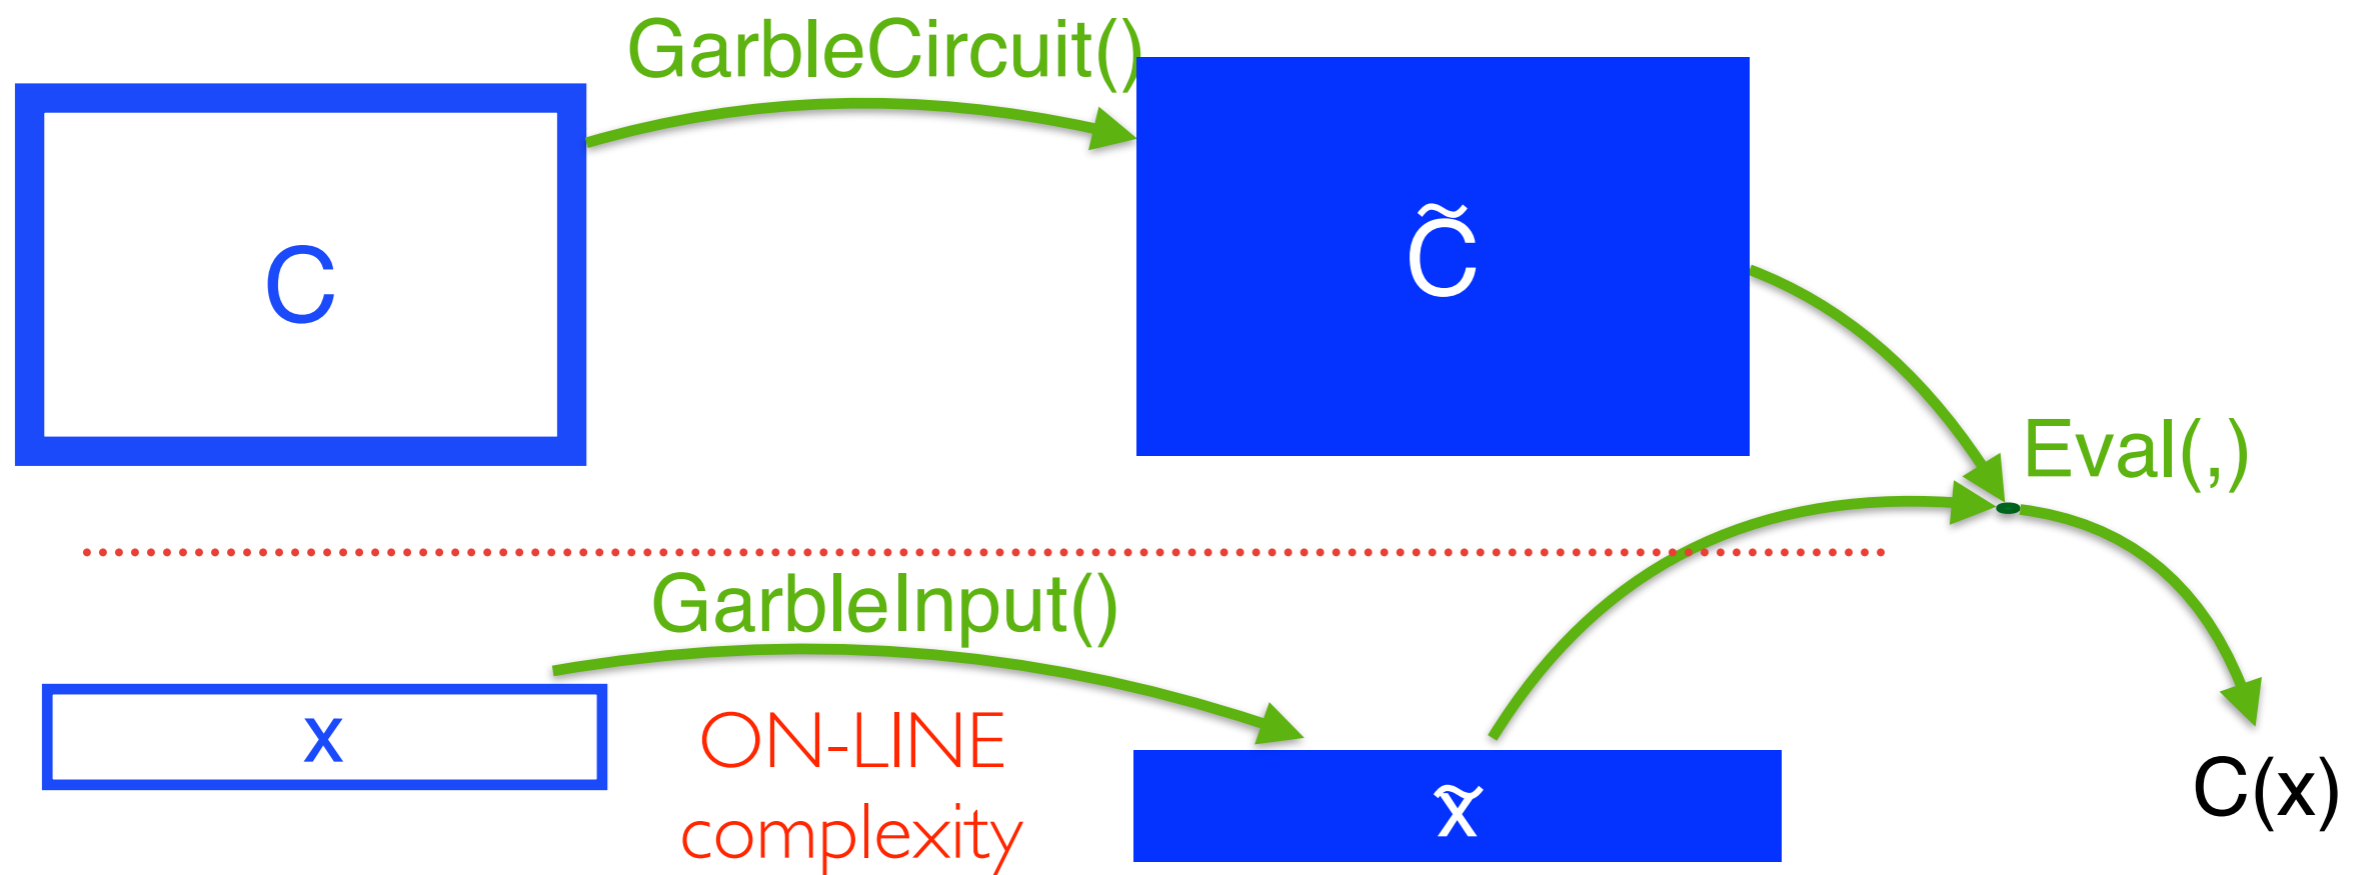 GarbleCircuit()
C
C̃
Eval(,)
GarbleInput()
x
ON-LINE
complexity
x̃
C(x)